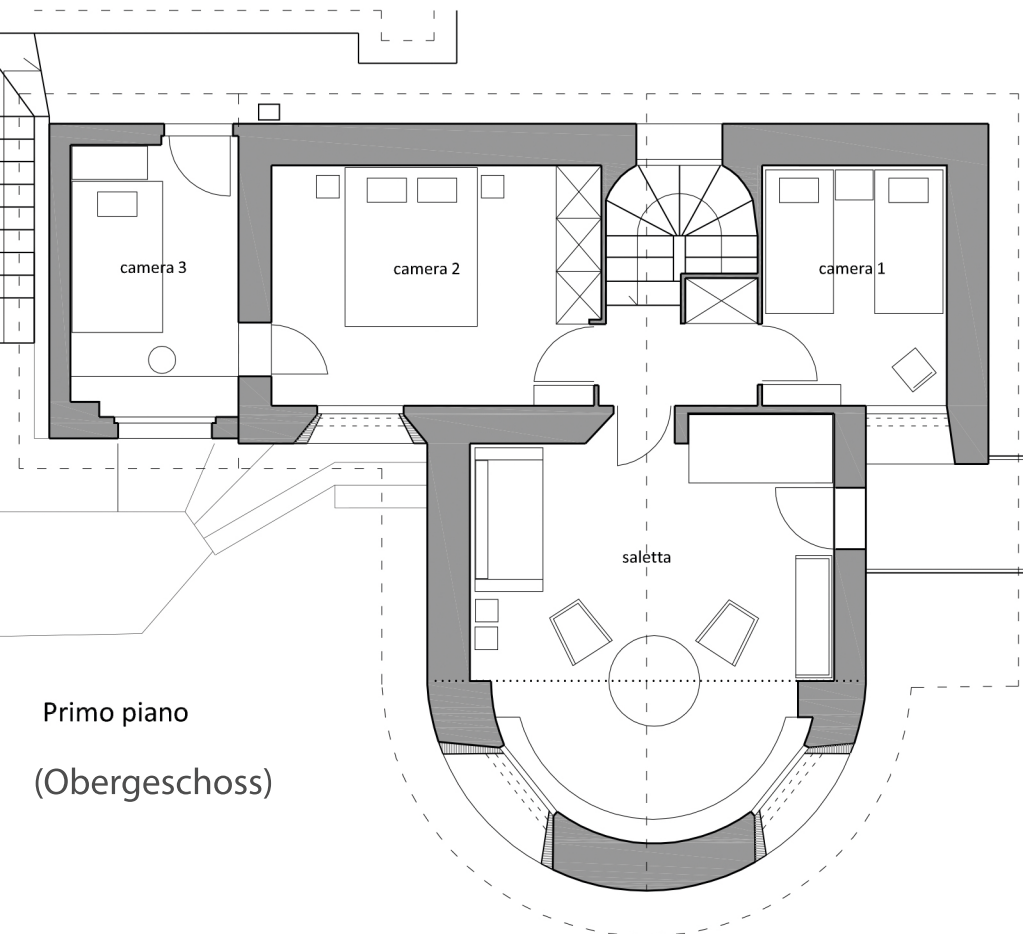 camera 3
camera 2
camera 1
saletta
Primo piano
(Obergeschoss)